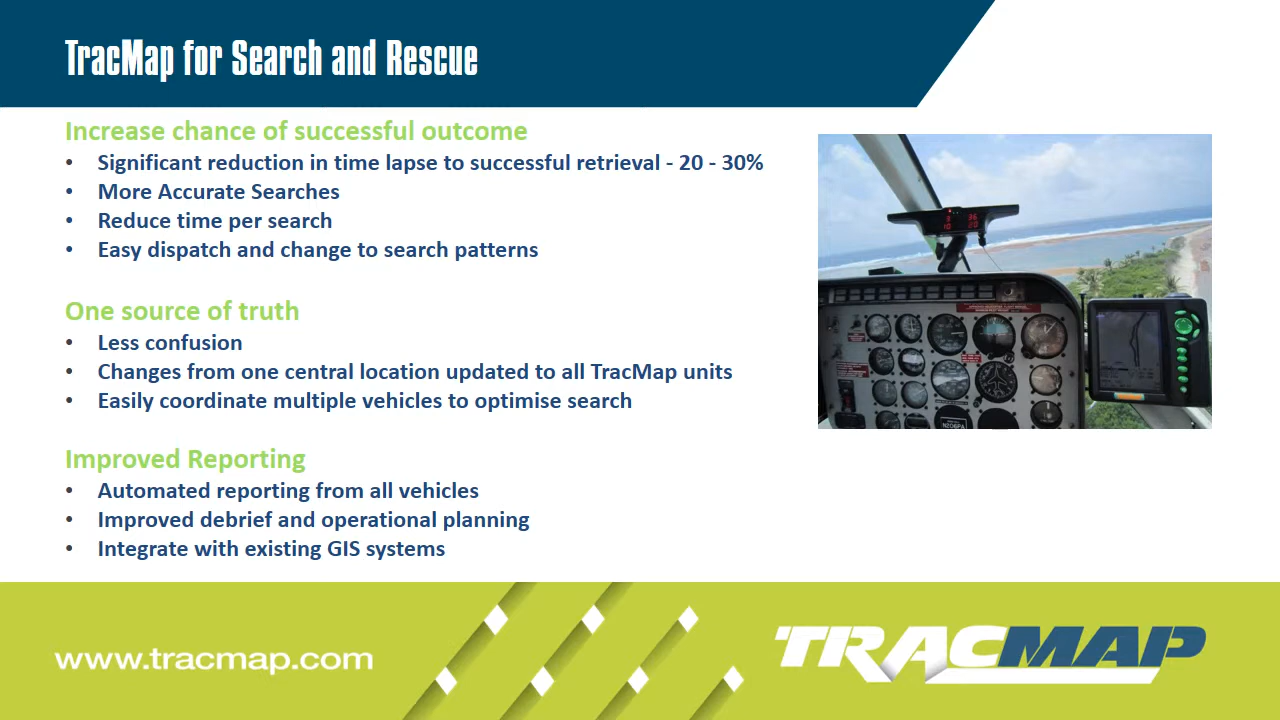 TracMap for Search and Rescue
Increase chance of successful outcome
• Significant reduction in time lapse to successful retrieval - 20 - 30%
• More Accurate Searches
• Reduce time per search
• Easy dispatch and change to search patterns
One source of truth
• Less confusion
• Changes from one central location updated to all TracMap units
• Easily coordinate multiple vehicles to optimise search
Improved Reporting
• Automated reporting from all vehicles
• Improved debrief and operational planning
• Integrate with existing GIS systems
N206PA
www.tracmap.com
TRACMAP